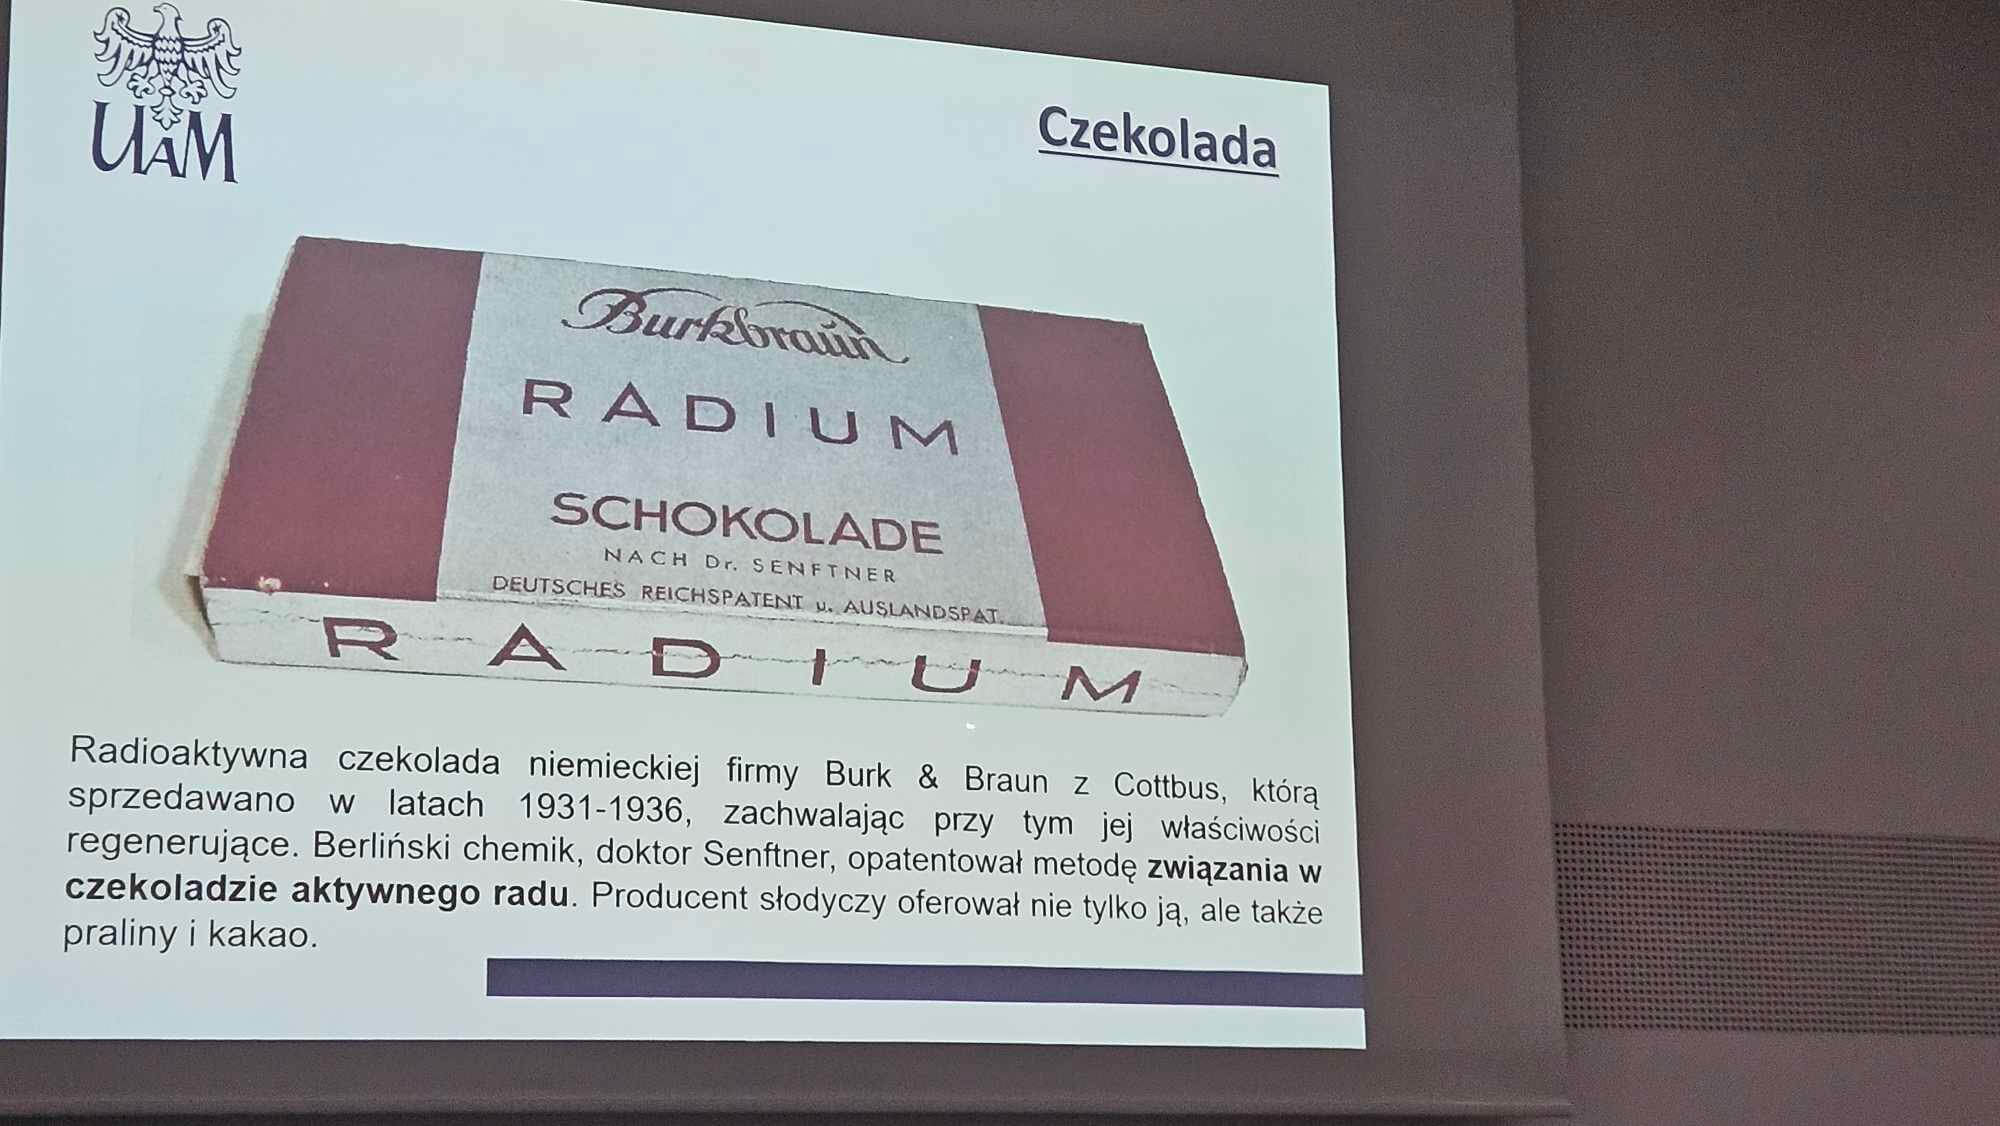 UAM
Czekolada
Burkbraun
RADIUM
SCHOKOLADE
NACH Dr. SENFTNER
DEUTSCHES REICHSPATENT u. AUSLANDSPAT.
RADIUM
Radioaktywna czekolada niemieckiej firmy Burk & Braun z Cottbus, którą
sprzedawano w latach 1931-1936, zachwalając przy tym jej właściwości
regenerujące. Berliński chemik, doktor Senftner, opatentował metodę związania w
czekoladzie aktywnego radu. Producent słodyczy oferował nie tylko ją, ale także
praliny i kakao.